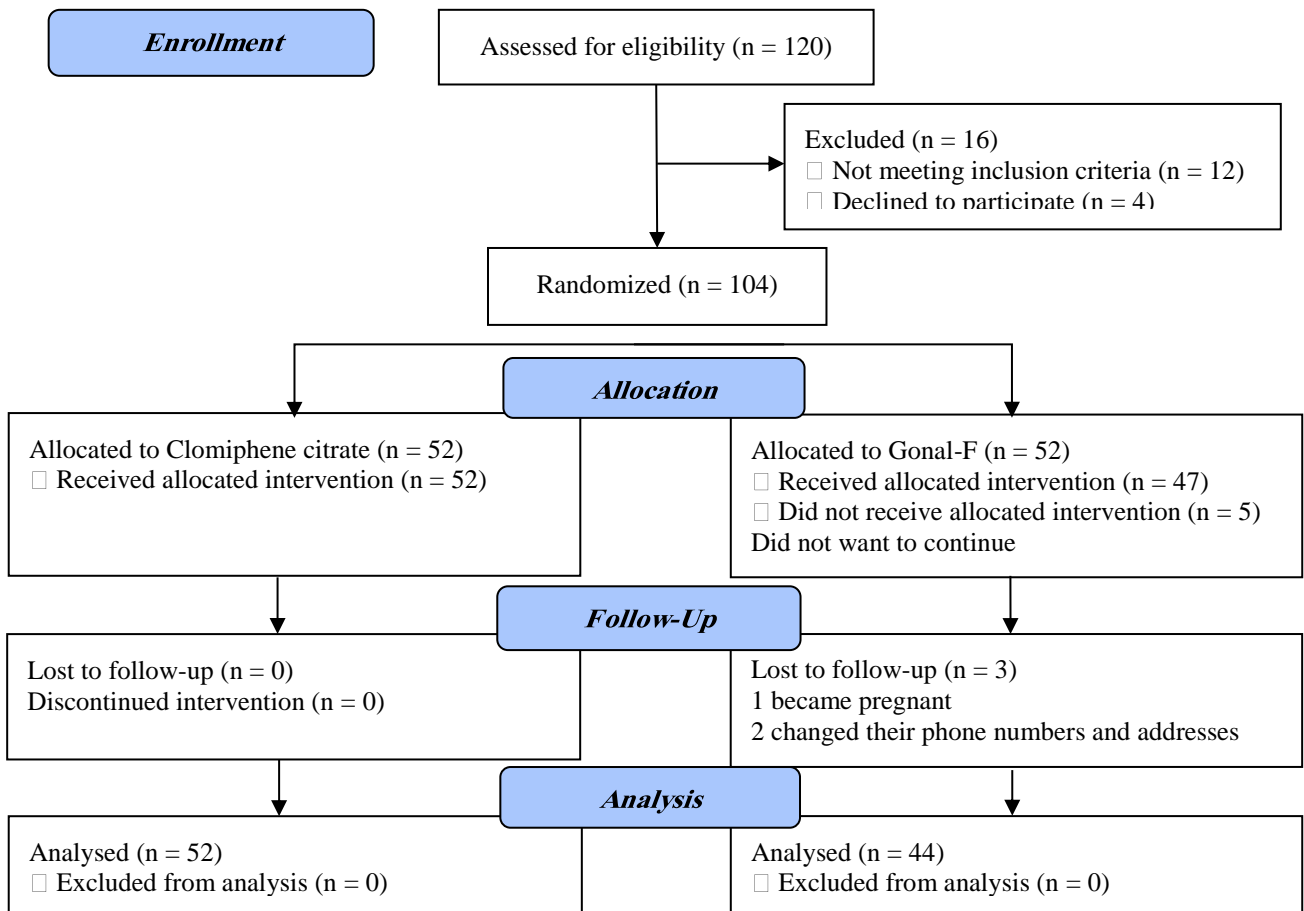 Enrollment
Assessed for eligibility (n = 120)
Excluded (n = 16)
□ Not meeting inclusion criteria (n = 12)
□ Declined to participate (n = 4)
Randomized (n = 104)
Allocation
Allocated to Clomiphene citrate (n = 52)
□ Received allocated intervention (n = 52)
Allocated to Gonal-F (n = 52)
□ Received allocated intervention (n = 47)
□ Did not receive allocated intervention (n = 5)
Did not want to continue
Follow-Up
Lost to follow-up (n = 0)
Discontinued intervention (n = 0)
Lost to follow-up (n = 3)
1 became pregnant
2 changed their phone numbers and addresses
Analysis
Analysed (n = 52)
□ Excluded from analysis (n = 0)
Analysed (n = 44)
□ Excluded from analysis (n = 0)